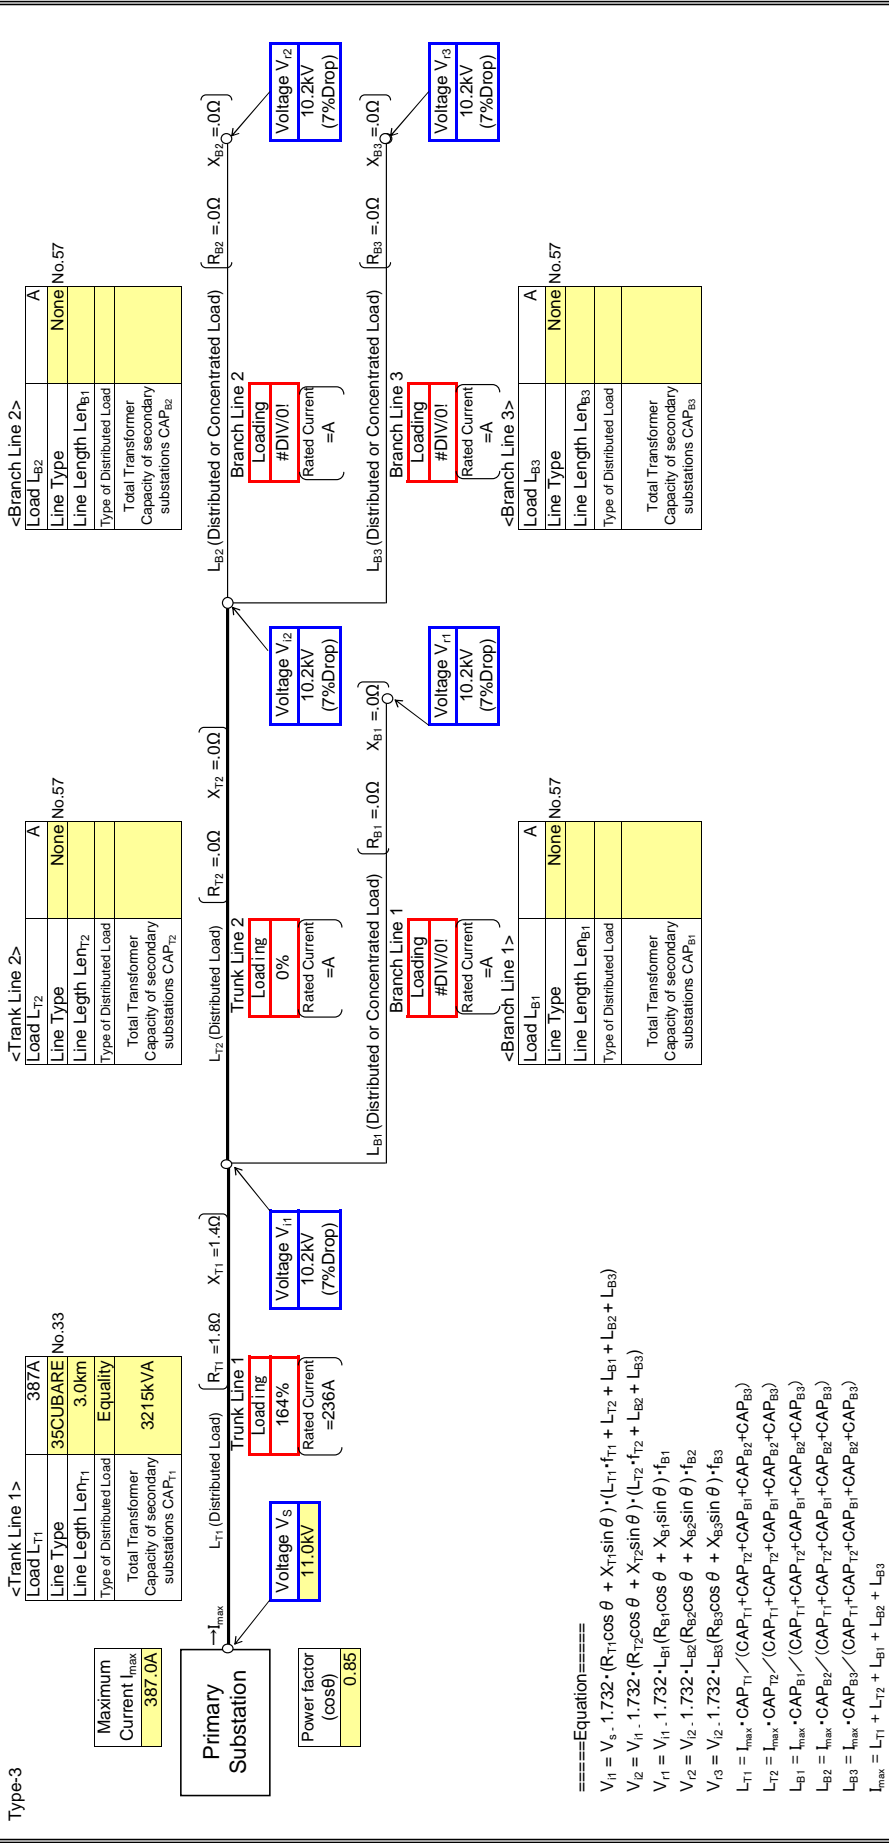 Type-3
Maximum
Current Imax
387.0A
<Trank Line 1>
Load LT1 387A
Line Type 35CUBARE No.33
Line Legth LenT1 3.0km
Type of Distributed Load Equality
Total Transformer
Capacity of secondary
substations CAPT1
3215kVA
<Trank Line 2>
Load LT2 A
Line Type None No.57
Line Legth LenT2
Type of Distributed Load
Total Transformer
Capacity of secondary
substations CAPT2
<Branch Line 2>
Load LB2 A
Line Type None No.57
Line Length LenB1
Type of Distributed Load
Total Transformer
Capacity of secondary
substations CAPB2
Primary
Substation
→Imax
LT1 (Distributed Load)
RT1 =1.8Ω XT1 =1.4Ω
LT2 (Distributed Load)
RT2 =.0Ω XT2 =.0Ω
LB2 (Distributed or Concentrated Load)
RB2 =.0Ω XB2 =.0Ω
Voltage VS
11.0kV
Trunk Line 1
Loading
164%
Rated Current
=236A
Voltage Vi1
10.2kV
(7%Drop)
Trunk Line 2
Loading
0%
Rated Current
=A
Voltage Vi2
10.2kV
(7%Drop)
Branch Line 2
Loading
#DIV/0!
Rated Current
=A
Voltage Vr2
10.2kV
(7%Drop)
Power factor
(cosθ)
0.85
LB1 (Distributed or Concentrated Load)
RB1 =.0Ω XB1 =.0Ω
LB3 (Distributed or Concentrated Load)
RB3 =.0Ω XB3 =.0Ω
Branch Line 1
Loading
#DIV/0!
Rated Current
=A
Voltage Vr1
10.2kV
(7%Drop)
Branch Line 3
Loading
#DIV/0!
Rated Current
=A
Voltage Vr3
10.2kV
(7%Drop)
<Branch Line 1>
Load LB1 A
Line Type None No.57
Line Length LenB1
Type of Distributed Load
Total Transformer
Capacity of secondary
substations CAPB1
<Branch Line 3>
Load LB3 A
Line Type None No.57
Line Length LenB3
Type of Distributed Load
Total Transformer
Capacity of secondary
substations CAPB3
=====Equation=====
Vi1 = Vs - 1.732・(RT1cosθ + XT1sinθ)・(LT1・fT1 + LT2 + LB1 + LB2 + LB3)
Vi2 = Vi1 - 1.732・(RT2cosθ + XT2sinθ)・(LT2・fT2 + LB2 + LB3)
Vr1 = Vi1 - 1.732・LB1(RB1cosθ + XB1sinθ)・fB1
Vr2 = Vi2 - 1.732・LB2(RB2cosθ + XB2sinθ)・fB2
Vr3 = Vi2 - 1.732・LB3(RB3cosθ + XB3sinθ)・fB3
LT1 = Imax・CAPT1／(CAPT1+CAPT2+CAPB1+CAPB2+CAPB3)
LT2 = Imax・CAPT2／(CAPT1+CAPT2+CAPB1+CAPB2+CAPB3)
LB1 = Imax・CAPB1／(CAPT1+CAPT2+CAPB1+CAPB2+CAPB3)
LB2 = Imax・CAPB2／(CAPT1+CAPT2+CAPB1+CAPB2+CAPB3)
LB3 = Imax・CAPB3／(CAPT1+CAPT2+CAPB1+CAPB2+CAPB3)
Imax = LT1 + LT2 + LB1 + LB2 + LB3